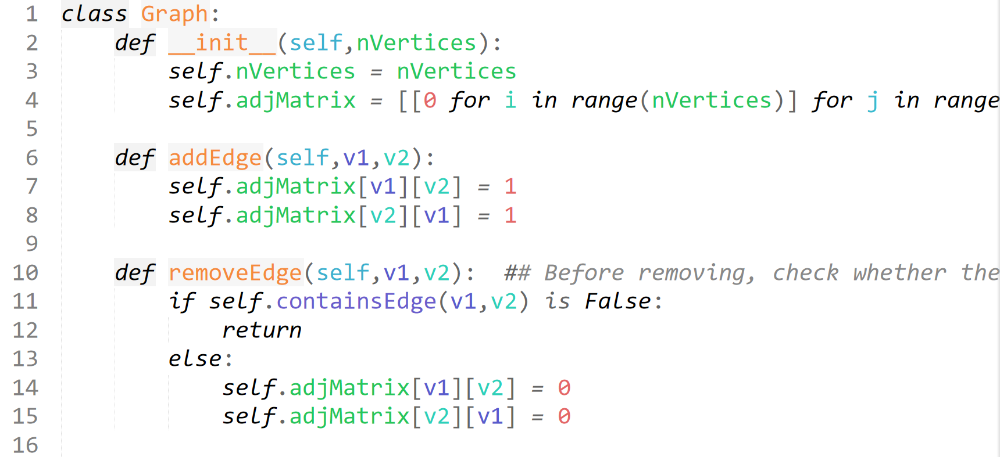 1 class Graph:
2 def __init__(self,nVertices):
3 self.nVertices = nVertices
4 self.adjMatrix = [[0 for i in range(nVertices)] for j in range
5
6 def addEdge(self,v1,v2):
7 self.adjMatrix[v1][v2] = 1
8 self.adjMatrix[v2][v1] = 1
9
10 def removeEdge(self,v1,v2): ## Before removing, check whether the
11 if self.containsEdge(v1,v2) is False:
12 return
13 else:
14 self.adjMatrix[v1][v2] = 0
15 self.adjMatrix[v2][v1] = 0
16